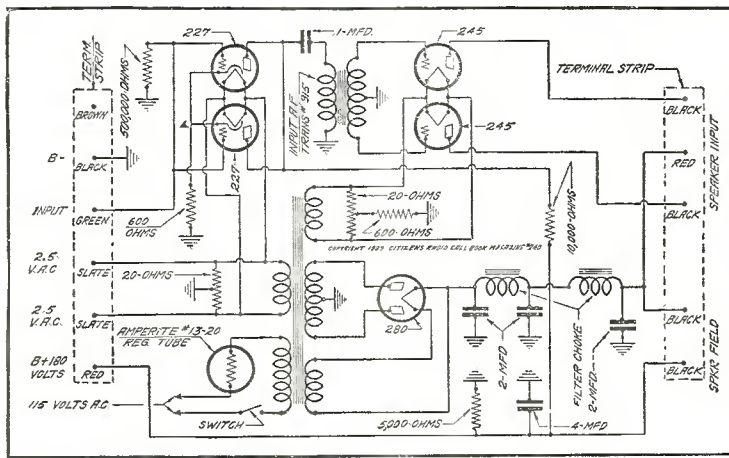 TERM.
STRIP
500,000 OHMS
227
1-MFD.
245
TERMINAL STRIP
BROWN
INPUT A.F.
TRANS # 915
BLACK
B-
BLACK
227
245
RED
SPEAKER INPUT
INPUT
GREEN
600
OHMS
20-OHMS
600-OHMS
10,000-OHMS
BLACK
COPYRIGHT 1929 CITIZENS RADIO CALL BOOK MAGAZINE
2.5
V.A.C
SLATE
20-OHMS
2.5
V.A.C.
SLATE
AMPERITE #13-20
REG. TUBE
280
2-MFD
FILTER CHOKE
2-MFD.
BLACK
SPKR FIELD
B+180
VOLTS
RED
BLACK
115 VOLTS A.C.
SWITCH
5,000-OHMS
4-MFD